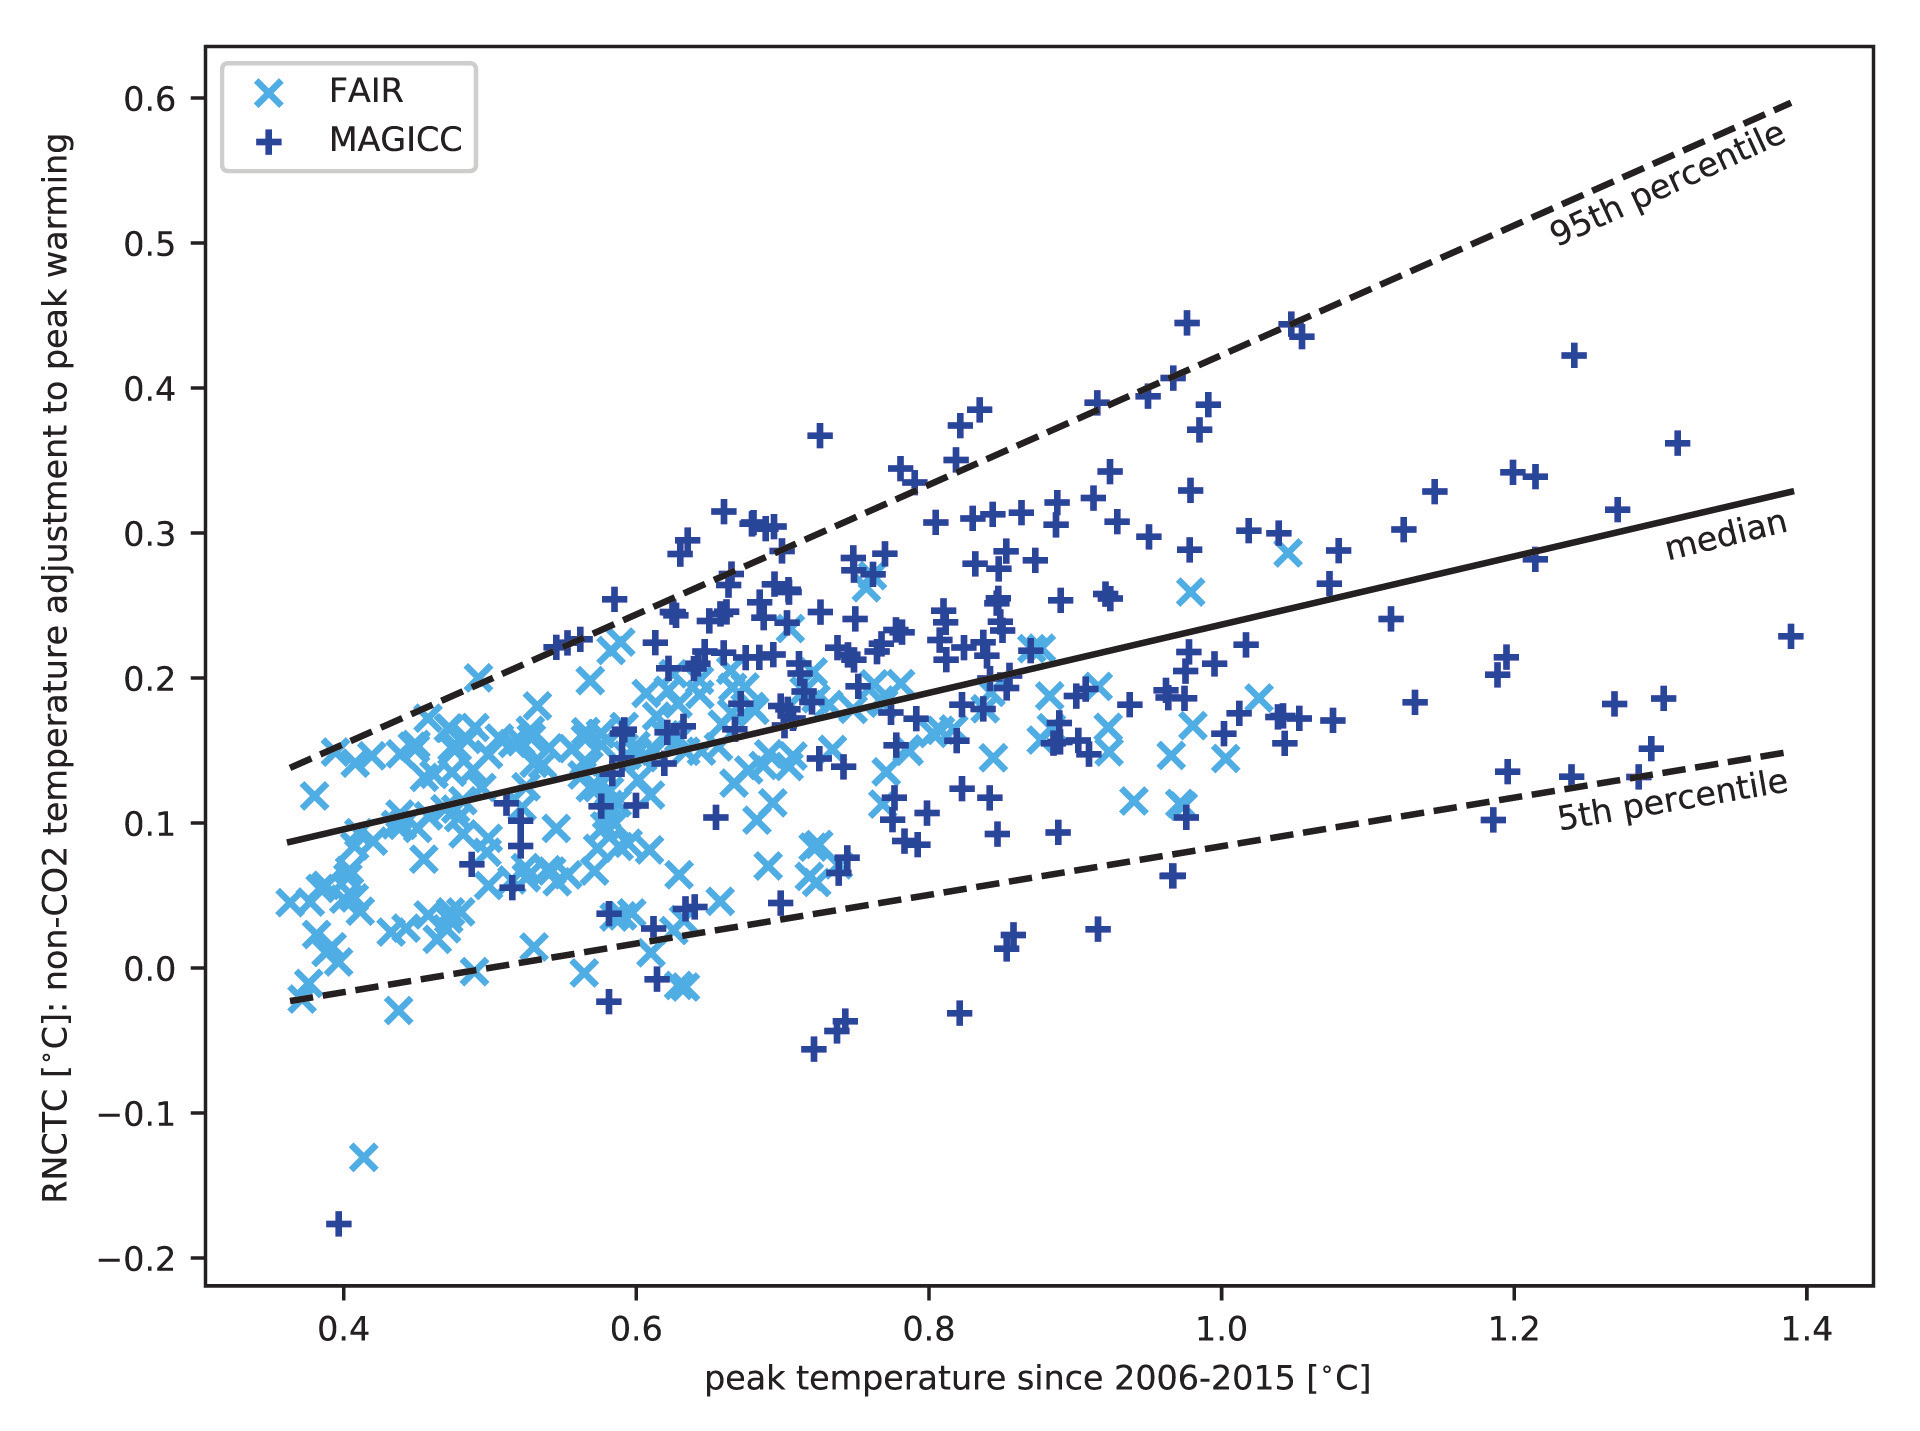 FAIR
MAGICC
0.6
0.5
0.4
0.3
0.2
0.1
0.0
−0.1
−0.2
RNCTC [°C]: non-CO2 temperature adjustment to peak warming
95th percentile
median
5th percentile
0.4 0.6 0.8 1.0 1.2 1.4
peak temperature since 2006-2015 [°C]